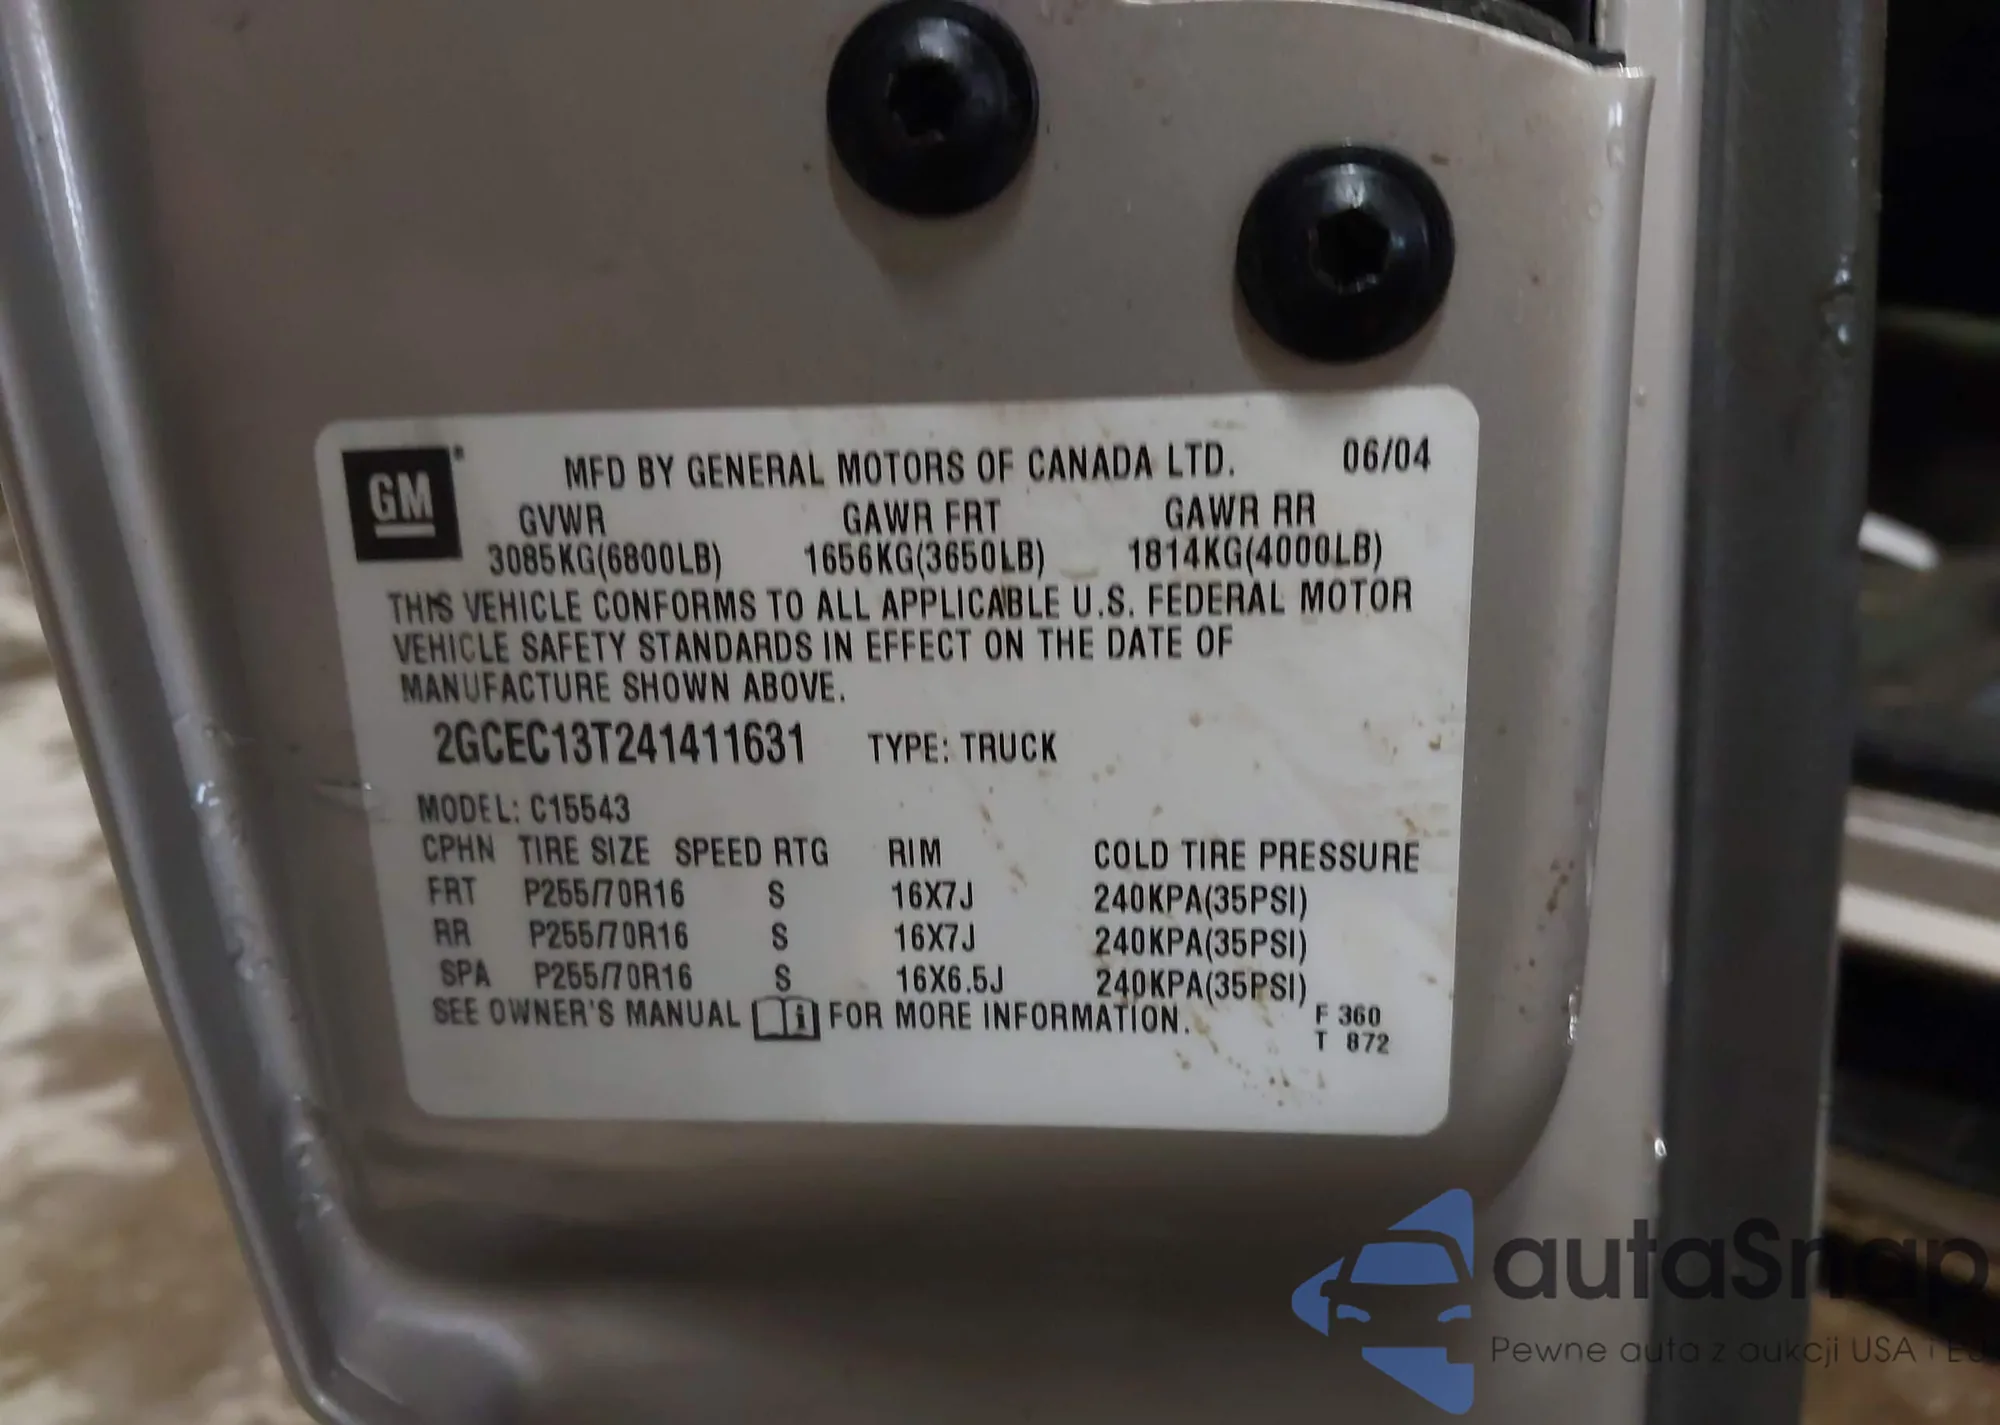 GM®
MFD BY GENERAL MOTORS OF CANADA LTD. 06/04
GVWR GAWR FRT GAWR RR
3085KG(6800LB) 1656KG(3650LB) 1814KG(4000LB)
THIS VEHICLE CONFORMS TO ALL APPLICABLE U.S. FEDERAL MOTOR
VEHICLE SAFETY STANDARDS IN EFFECT ON THE DATE OF
MANUFACTURE SHOWN ABOVE.
2GCEC13T241411631 TYPE: TRUCK
MODEL: C15543
CPHN TIRE SIZE SPEED RTG RIM COLD TIRE PRESSURE
FRT P255/70R16 S 16X7J 240KPA(35PSI)
RR P255/70R16 S 16X7J 240KPA(35PSI)
SPA P255/70R16 S 16X6.5J 240KPA(35PSI)
SEE OWNER'S MANUAL FOR MORE INFORMATION.
F 360
T 872
autaSnap
Pewne auta z aukcji USA i EU